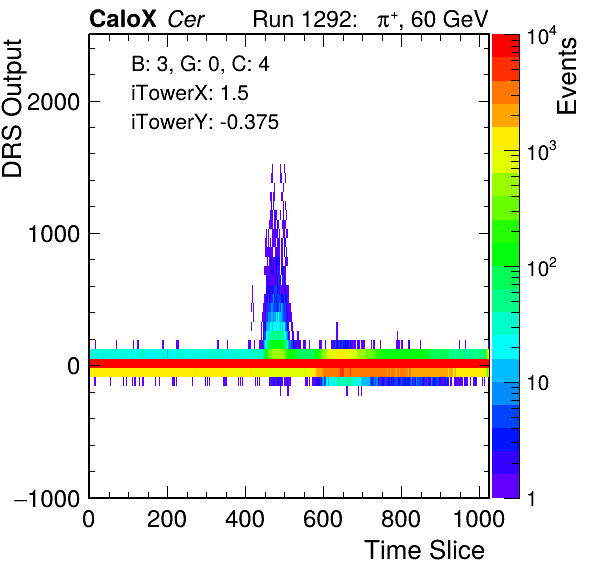 CaloX Cer Run 1292: π⁺, 60 GeV
B: 3, G: 0, C: 4
iTowerX: 1.5
iTowerY: -0.375
DRS Output
2000
1000
0
−1000
0 200 400 600 800 1000
Time Slice
Events
10⁴
10³
10²
10
1